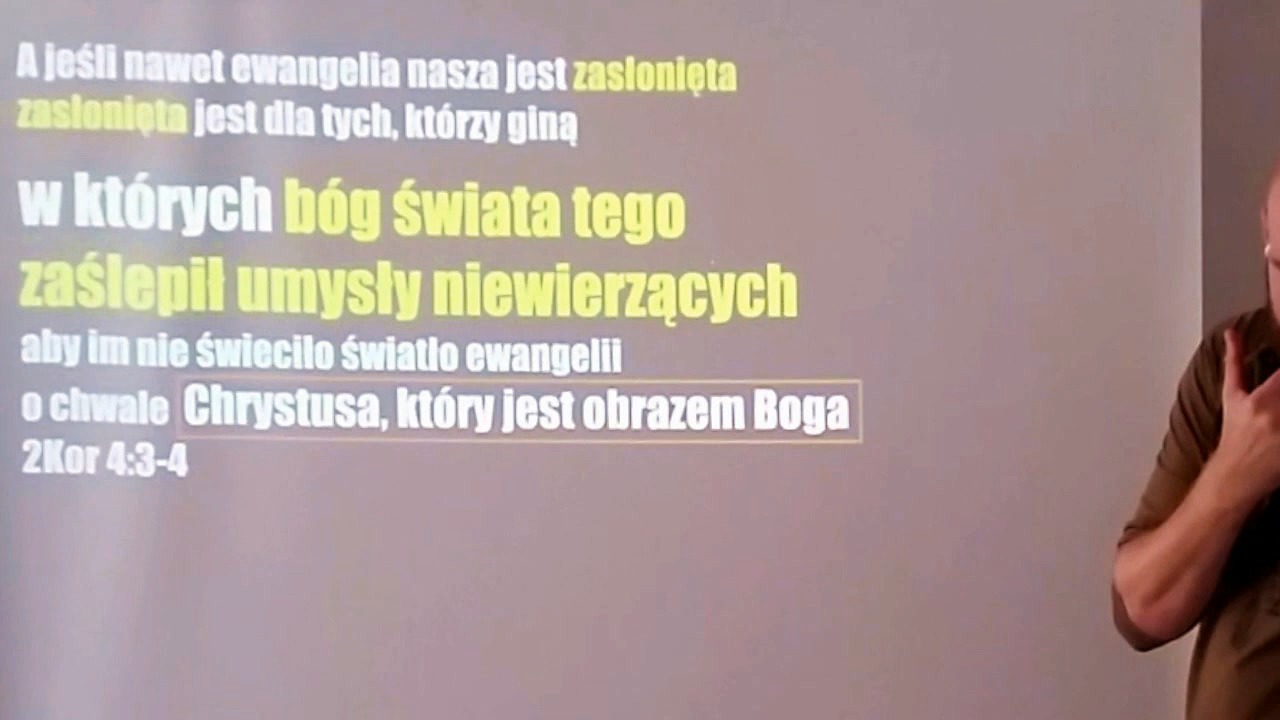 A jeśli nawet ewangelia nasza jest zasłonięta
zasłonięta jest dla tych, którzy giną
w których bóg świata tego
zaślepił umysły niewierzących
aby im nie świeciło światło ewangelii
o chwale Chrystusa, który jest obrazem Boga
2Kor 4:3-4